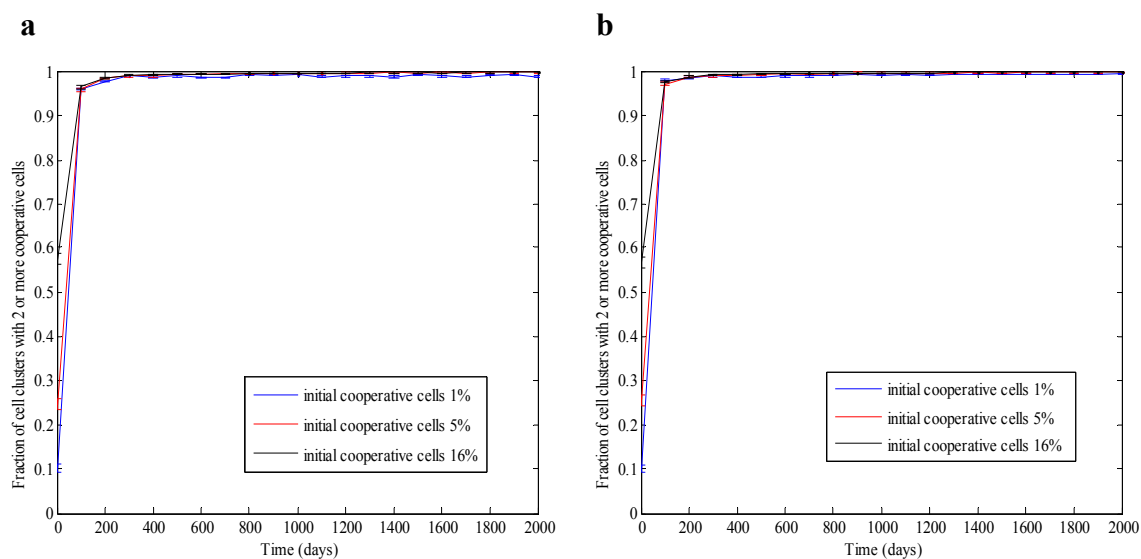 a
Fraction of cell clusters with 2 or more cooperative cells
1
0.9
0.8
0.7
0.6
0.5
0.4
0.3
0.2
0.1
0
initial cooperative cells 1%
initial cooperative cells 5%
initial cooperative cells 16%
0 200 400 600 800 1000 1200 1400 1600 1800 2000
Time (days)
b
Fraction of cell clusters with 2 or more cooperative cells
1
0.9
0.8
0.7
0.6
0.5
0.4
0.3
0.2
0.1
0
initial cooperative cells 1%
initial cooperative cells 5%
initial cooperative cells 16%
0 200 400 600 800 1000 1200 1400 1600 1800 2000
Time (days)